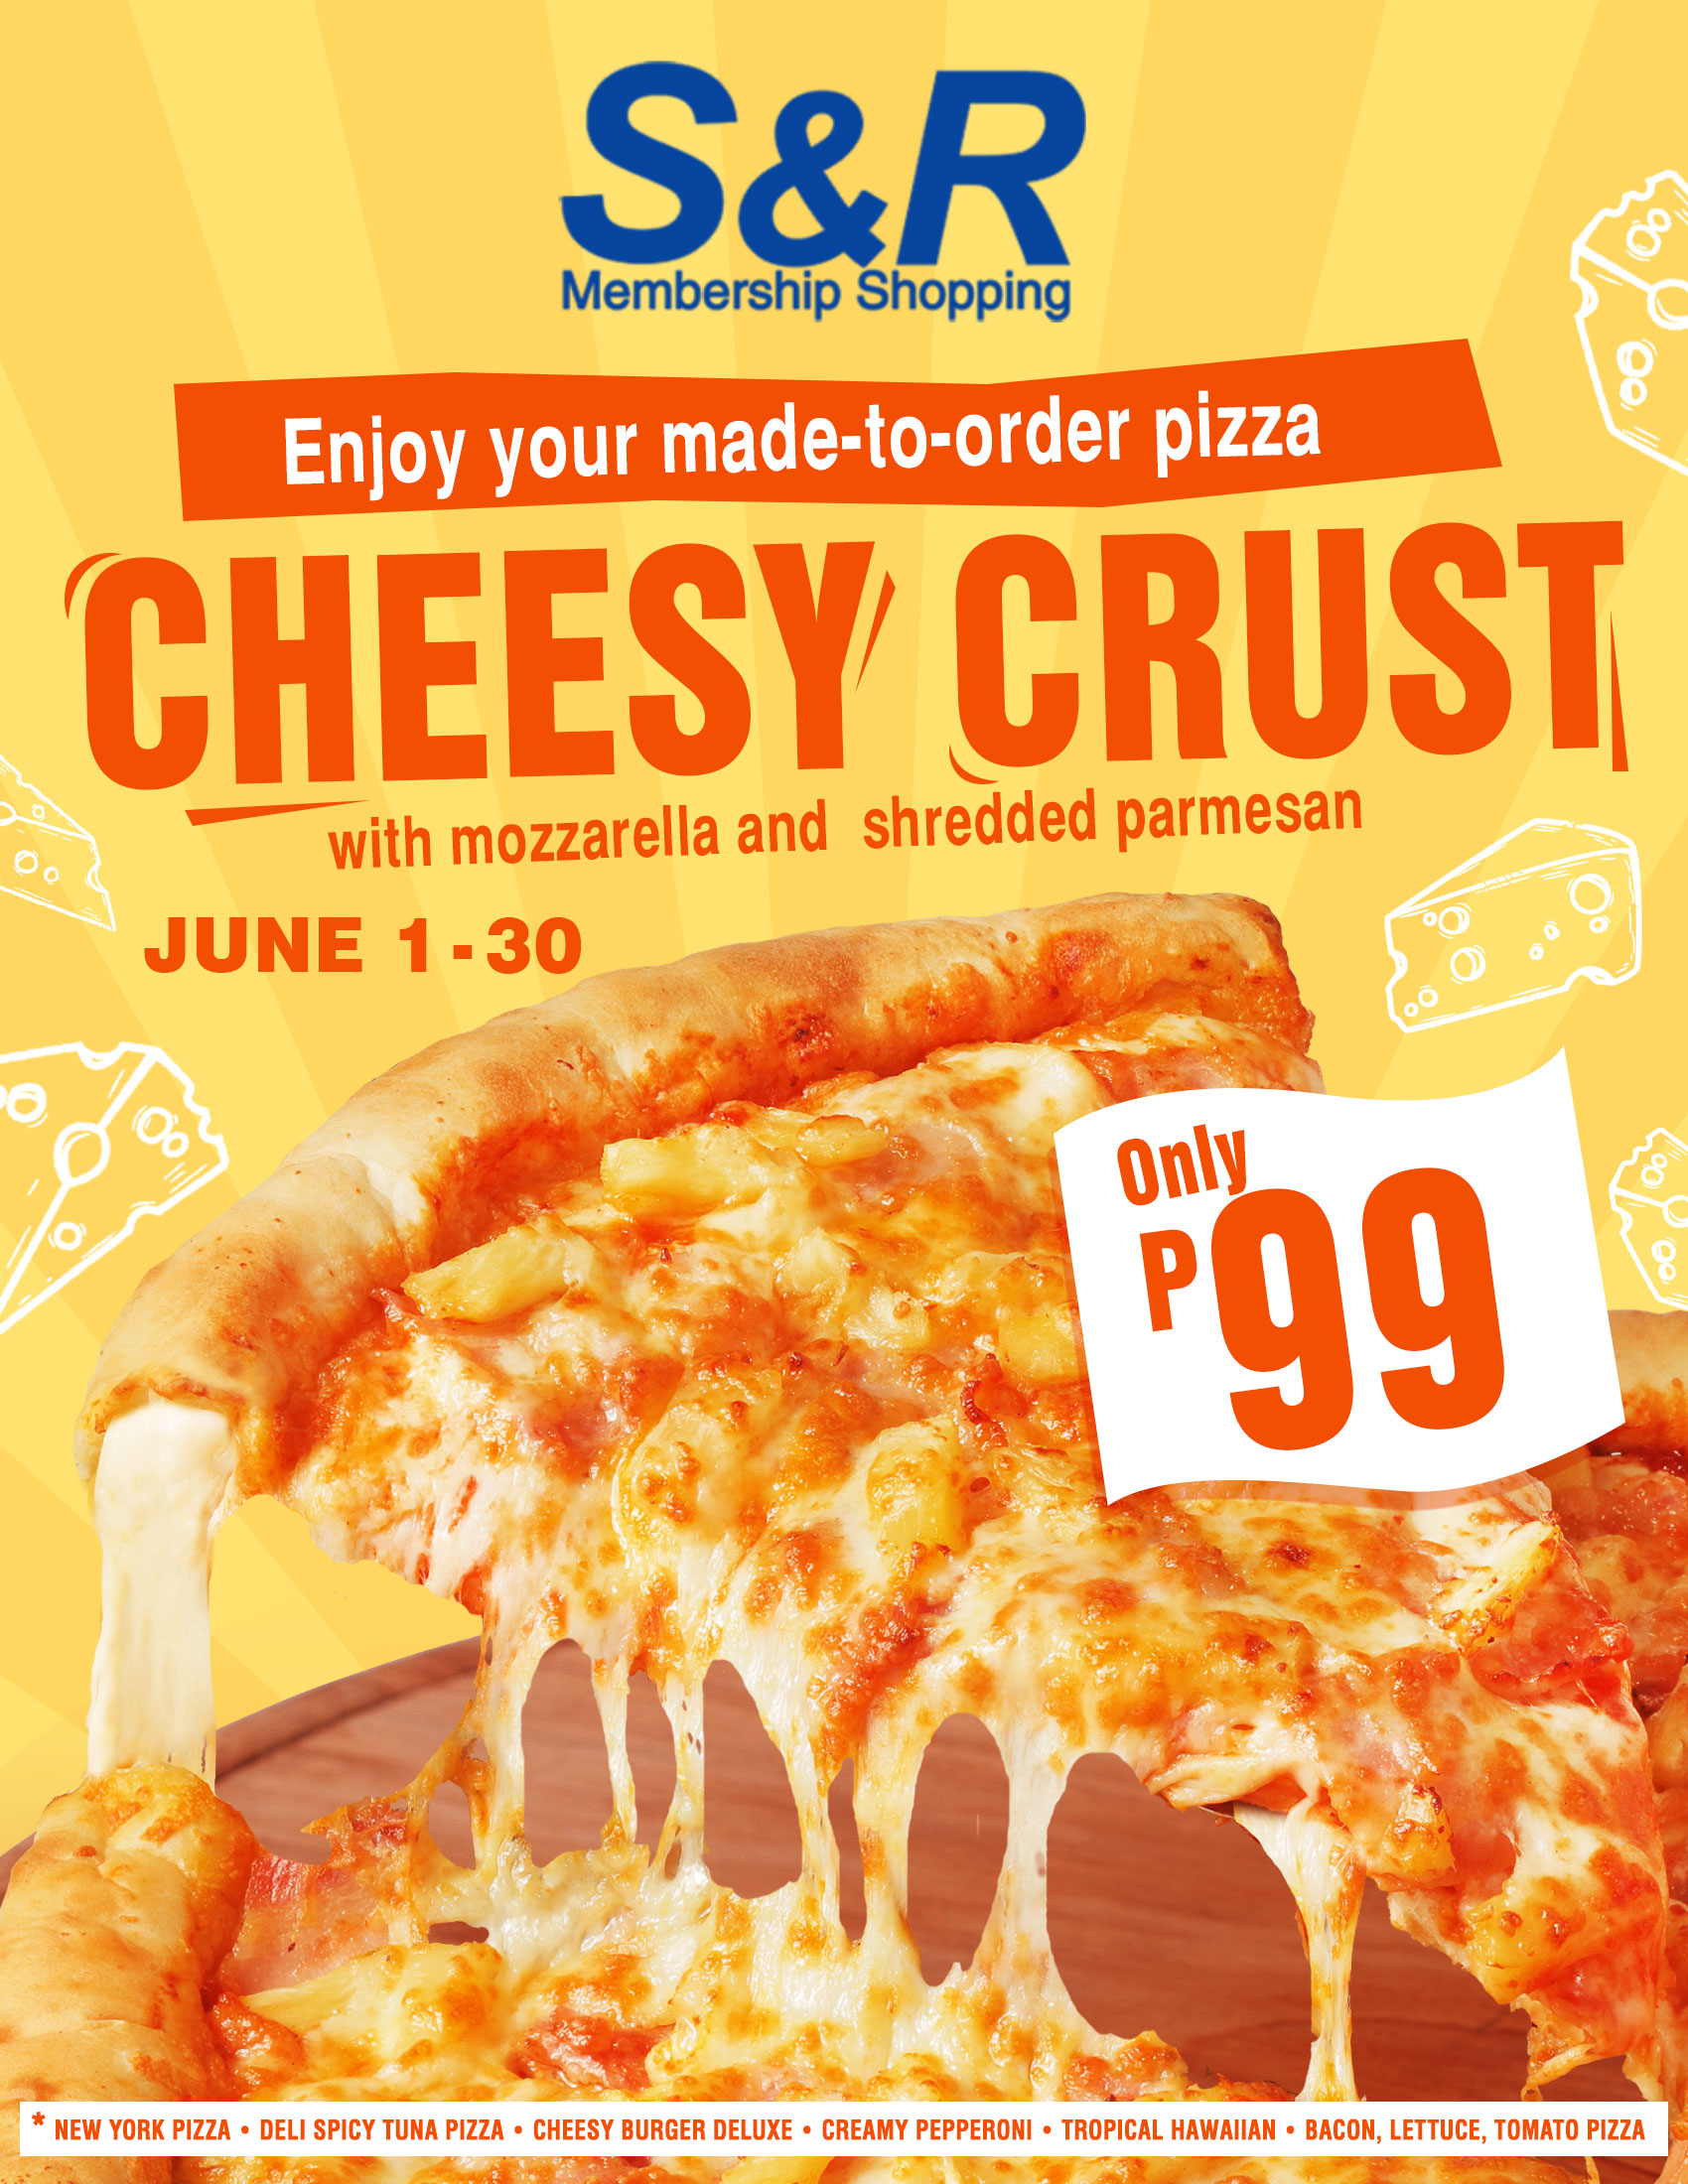 S&R
Membership Shopping
Enjoy your made-to-order pizza
CHEESY CRUST
with mozzarella and shredded parmesan
JUNE 1-30
Only
P99
* NEW YORK PIZZA • DELI SPICY TUNA PIZZA • CHEESY BURGER DELUXE • CREAMY PEPPERONI • TROPICAL HAWAIIAN • BACON, LETTUCE, TOMATO PIZZA